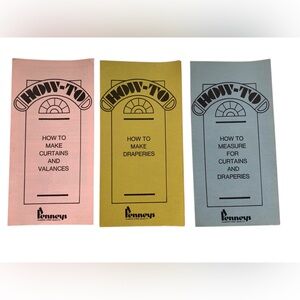 HOW-TO
HOW TO
MAKE
CURTAINS
AND
VALANCES
Penneys
HOW-TO
HOW TO
MAKE
DRAPERIES
Penneys
HOW-TO
HOW TO
MEASURE
FOR
CURTAINS
AND
DRAPERIES
Penneys